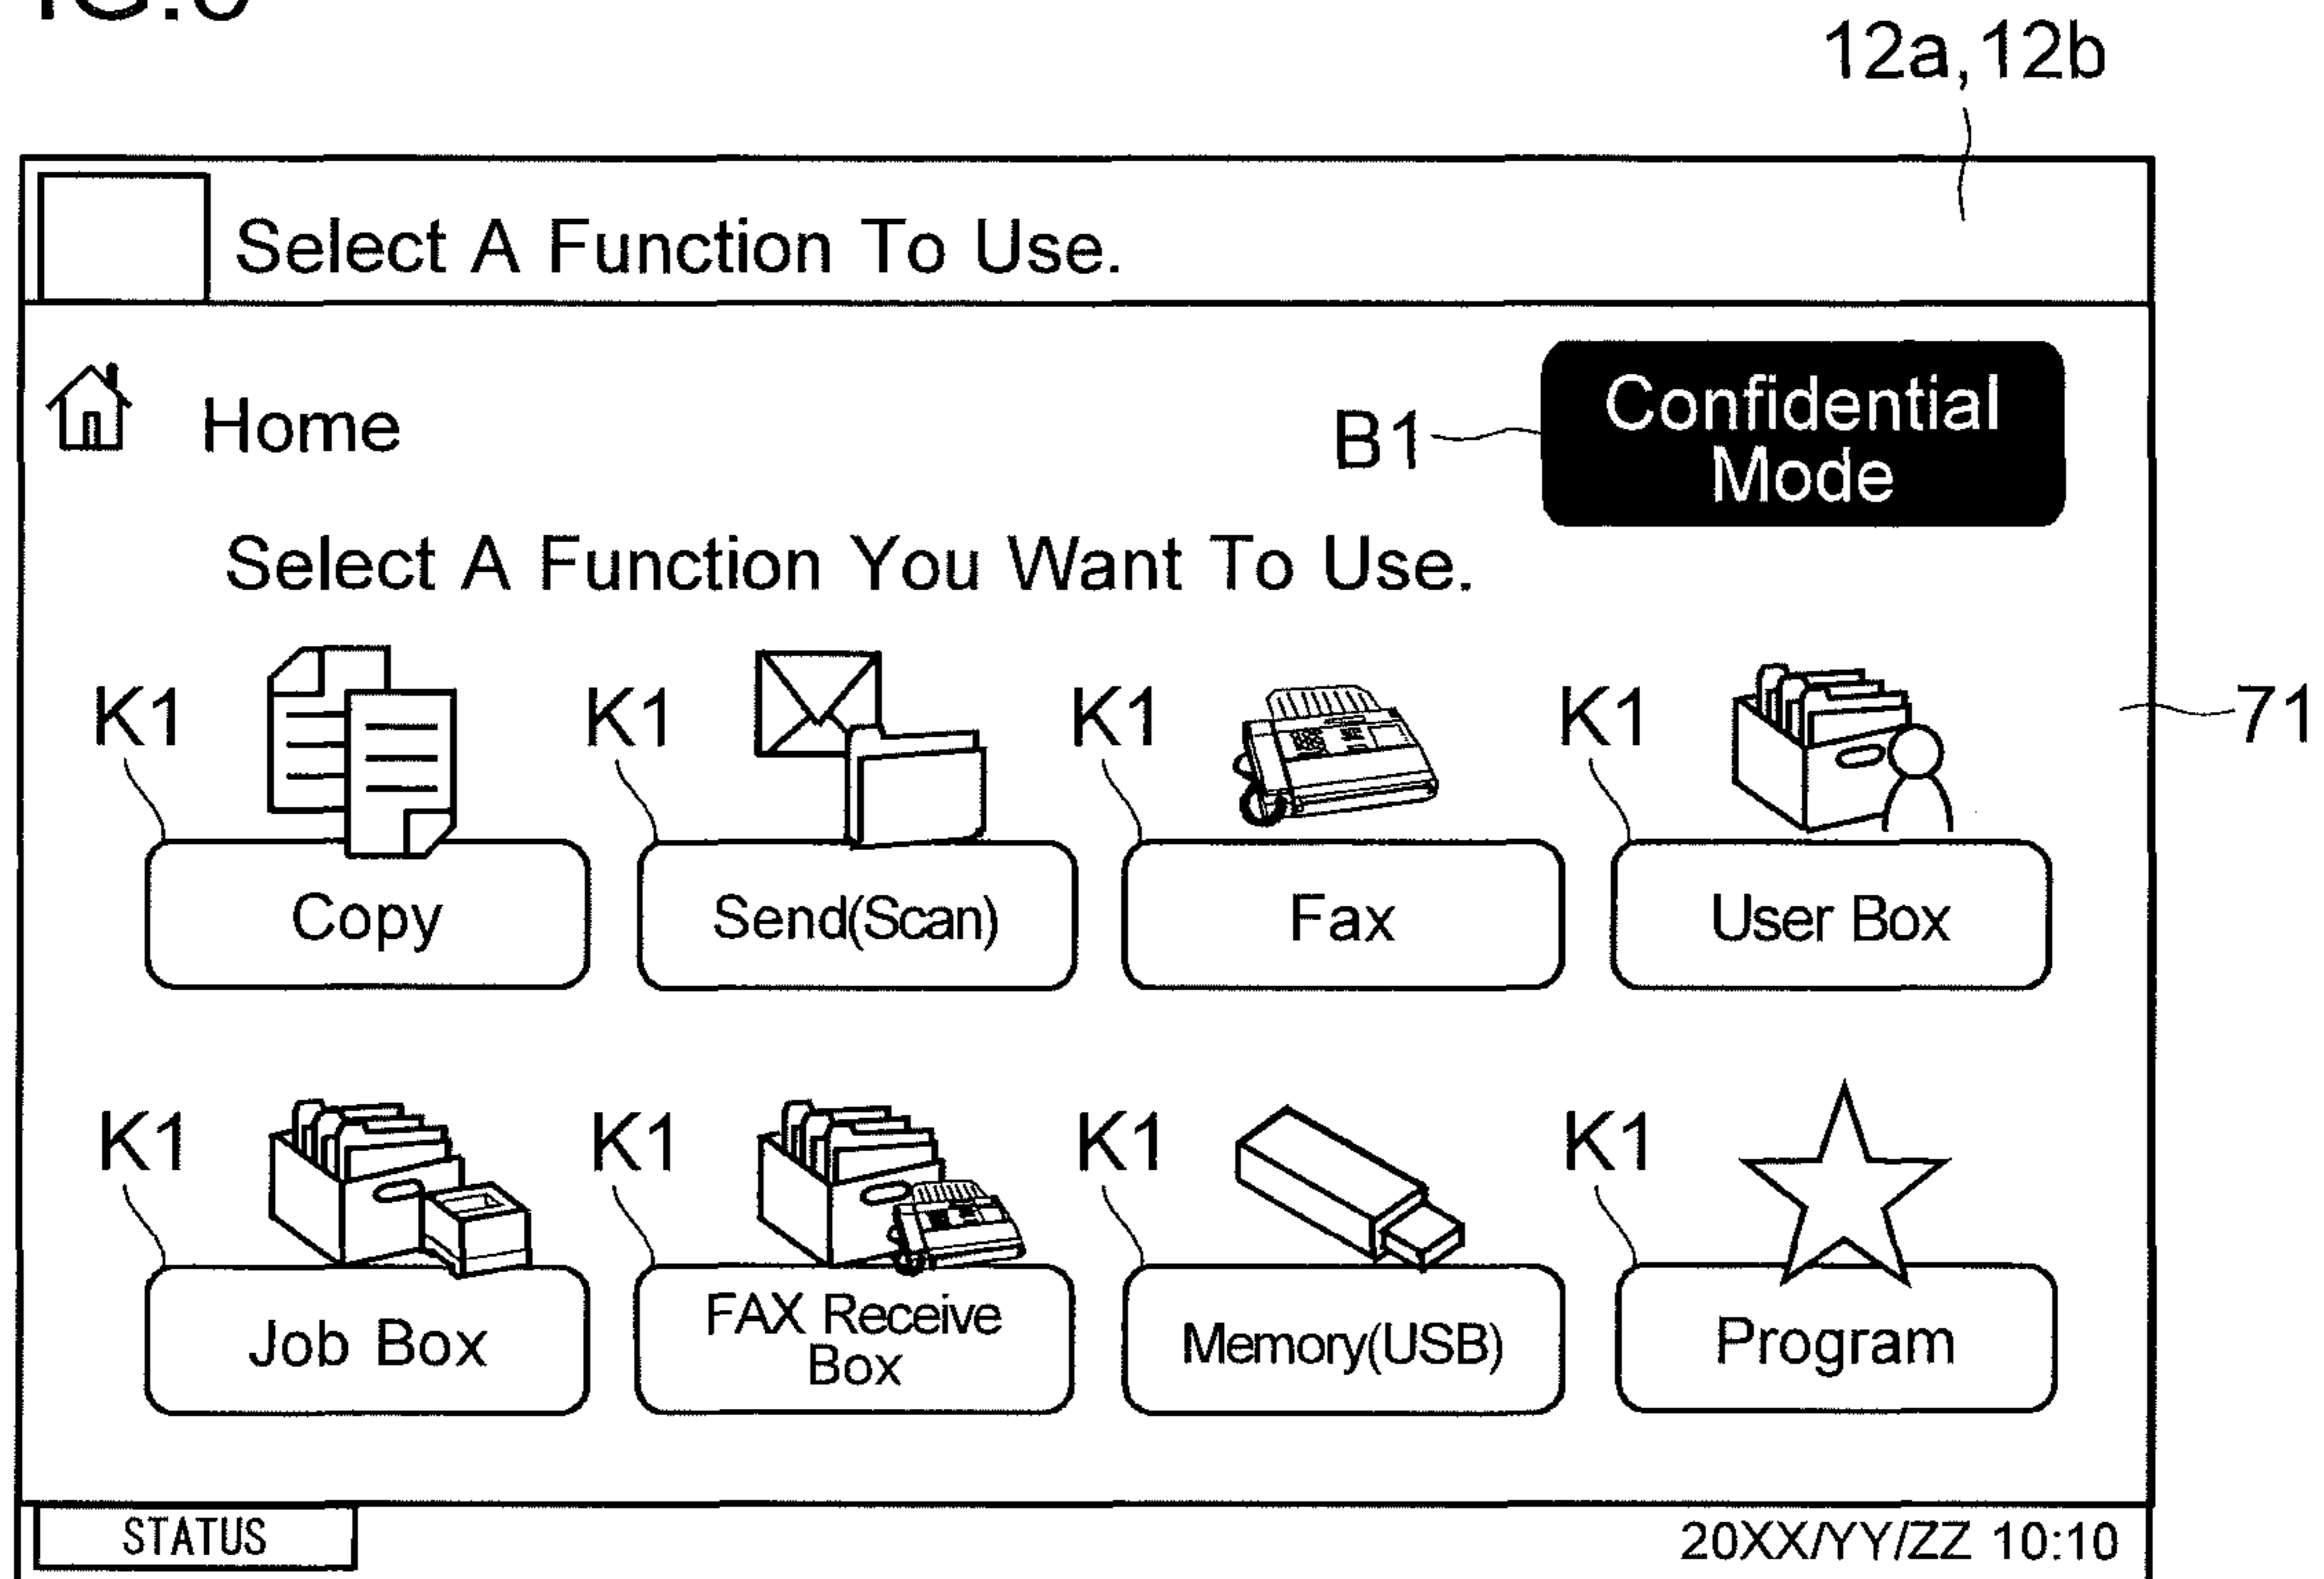 12a,12b
Select A Function To Use.
Home
B1
Confidential
Mode
Select A Function You Want To Use.
K1 K1 K1 K1
71
Copy Send(Scan) Fax User Box
K1 K1 K1 K1
Job Box FAX Receive
Box Memory(USB) Program
STATUS 20XX/YY/ZZ 10:10